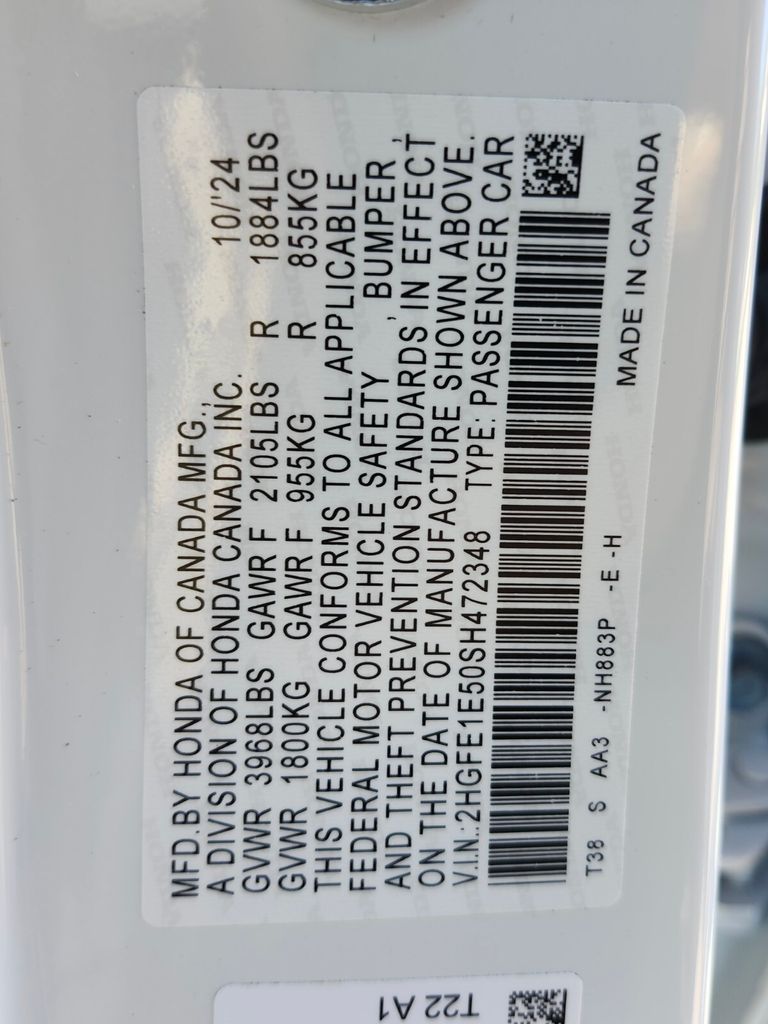 MFD.BY HONDA OF CANADA MFG., 10/'24
A DIVISION OF HONDA CANADA INC.
GVWR 3968LBS GAWR F 2105LBS R 1884LBS
GVWR 1800KG GAWR F 955KG R 855KG
THIS VEHICLE CONFORMS TO ALL APPLICABLE
FEDERAL MOTOR VEHICLE SAFETY , BUMPER ,
AND THEFT PREVENTION STANDARDS IN EFFECT
ON THE DATE OF MANUFACTURE SHOWN ABOVE.
V.I.N.:2HGFE1E50SH472348 TYPE: PASSENGER CAR
T38 S AA3 -NH883P -E -H MADE IN CANADA
T22 A1